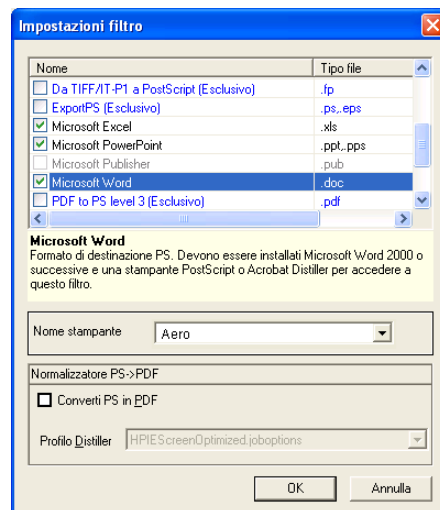 Impostazioni filtro
Nome Tipo file
Da TIFF/IT-P1 a PostScript (Esclusivo) .fp
ExportPS (Esclusivo) .ps,.eps
Microsoft Excel .xls
Microsoft PowerPoint .ppt,.pps
Microsoft Publisher .pub
Microsoft Word .doc
PDF to PS level 3 (Esclusivo) .pdf
Microsoft Word
Formato di destinazione PS. Devono essere installati Microsoft Word 2000 o
successive e una stampante PostScript o Acrobat Distiller per accedere a
questo filtro.
Nome stampante Aero
Normalizzatore PS->PDF
Converti PS in PDF
Profilo Distiller HPIEScreenOptimized.joboptions
OK Annulla